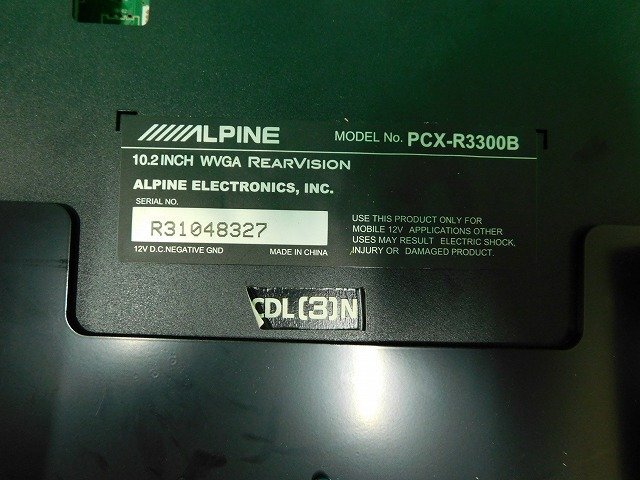 ALPINE MODEL No. PCX-R3300B
10.2 INCH WVGA REARVISION
ALPINE ELECTRONICS, INC.
SERIAL NO.
R31048327
12V D.C. NEGATIVE GND MADE IN CHINA
USE THIS PRODUCT ONLY FOR
MOBILE 12V APPLICATIONS OTHER
USES MAY RESULT ELECTRIC SHOCK,
INJURY OR DAMAGED PRODUCT.
CDL(3)N